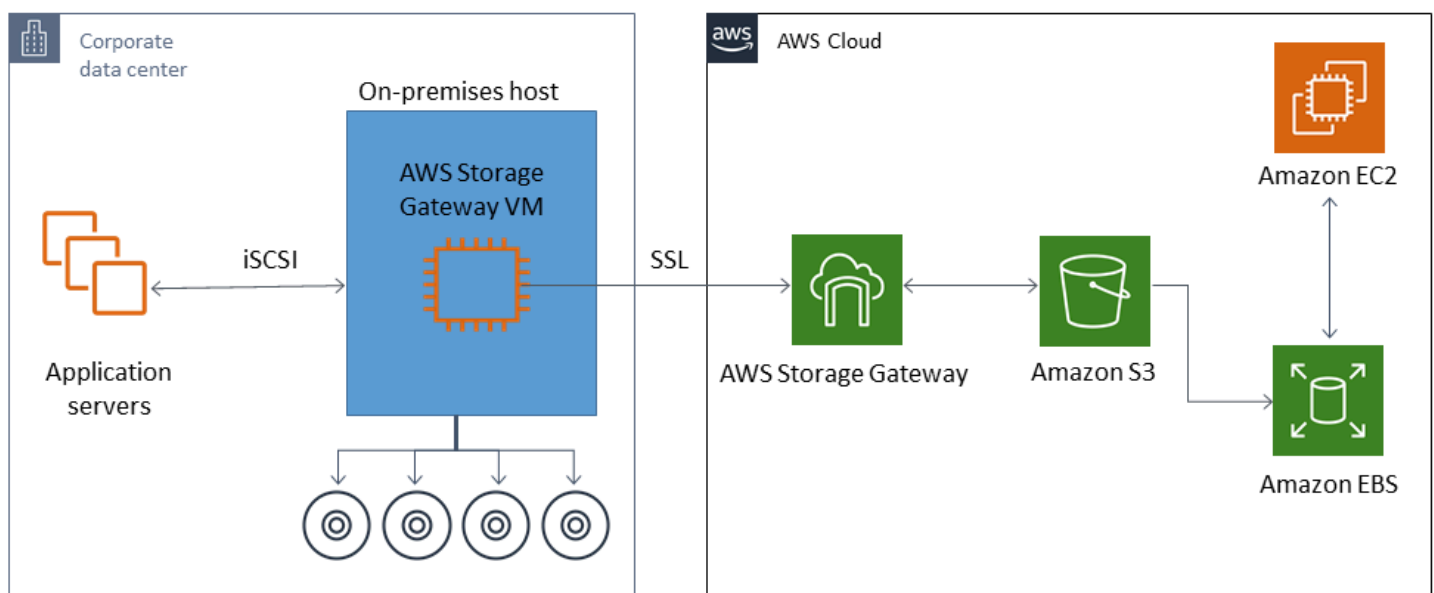 Corporate
data center
On-premises host
AWS Storage
Gateway VM
iSCSI
Application
servers
SSL
aws
AWS Cloud
Amazon EC2
AWS Storage Gateway
Amazon S3
Amazon EBS